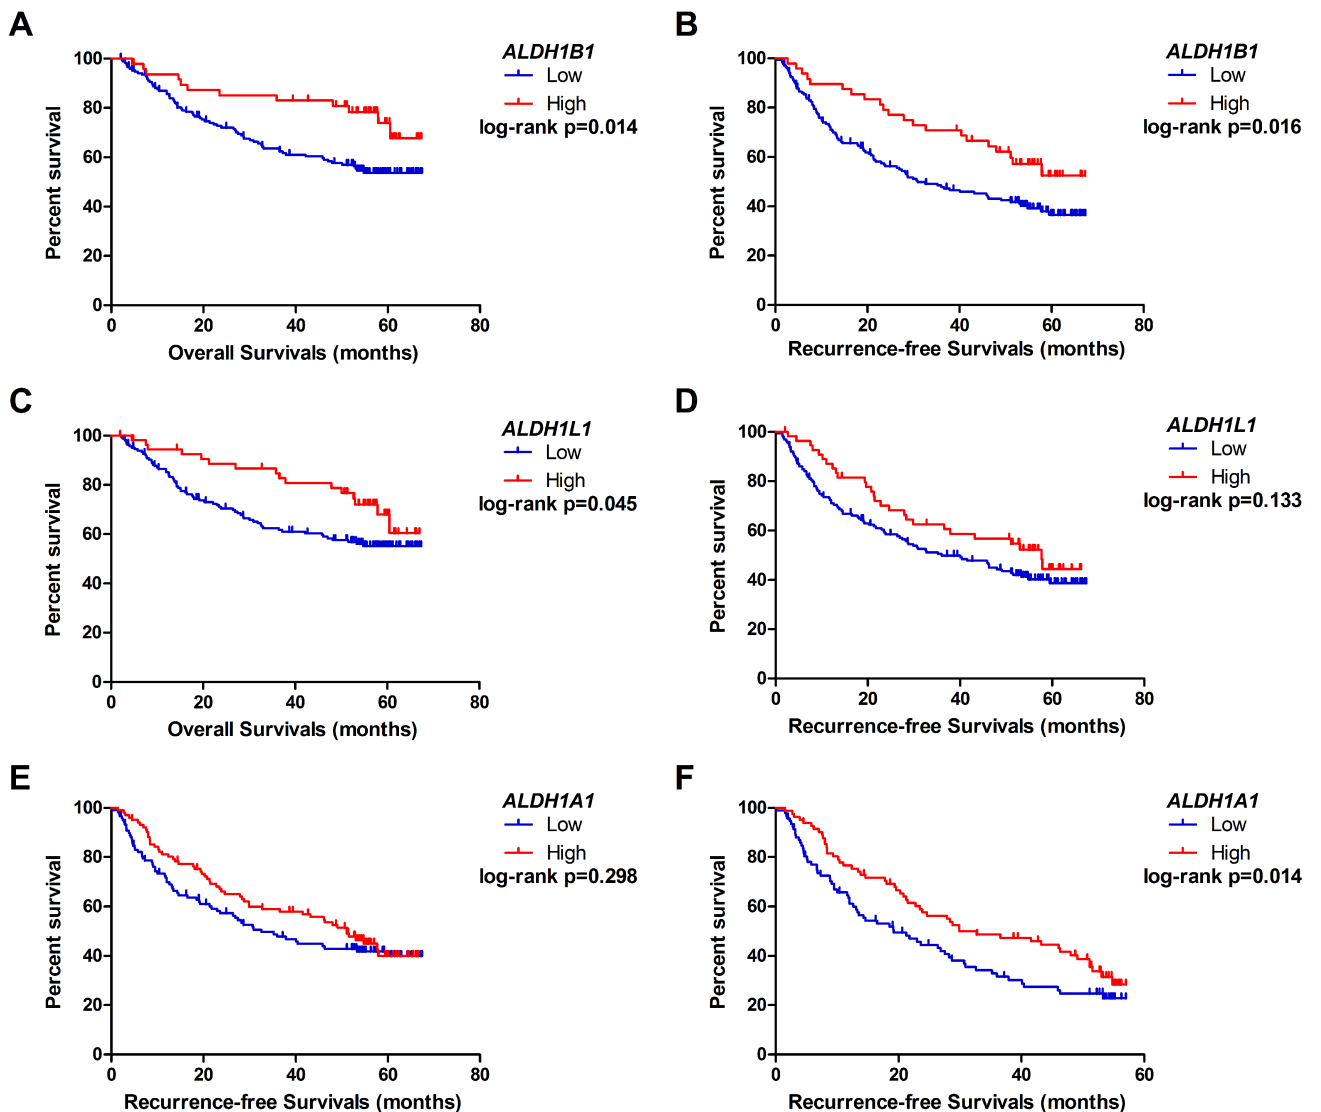 A
ALDH1B1
Low
High
log-rank p=0.014
Percent survival
100
80
60
40
20
0
0 20 40 60 80
Overall Survivals (months)
B
ALDH1B1
Low
High
log-rank p=0.016
Percent survival
100
80
60
40
20
0
0 20 40 60 80
Recurrence-free Survivals (months)
C
ALDH1L1
Low
High
log-rank p=0.045
Percent survival
100
80
60
40
20
0
0 20 40 60 80
Overall Survivals (months)
D
ALDH1L1
Low
High
log-rank p=0.133
Percent survival
100
80
60
40
20
0
0 20 40 60 80
Recurrence-free Survivals (months)
E
ALDH1A1
Low
High
log-rank p=0.298
Percent survival
100
80
60
40
20
0
0 20 40 60 80
Recurrence-free Survivals (months)
F
ALDH1A1
Low
High
log-rank p=0.014
Percent survival
100
80
60
40
20
0
0 20 40 60
Recurrence-free Survivals (months)